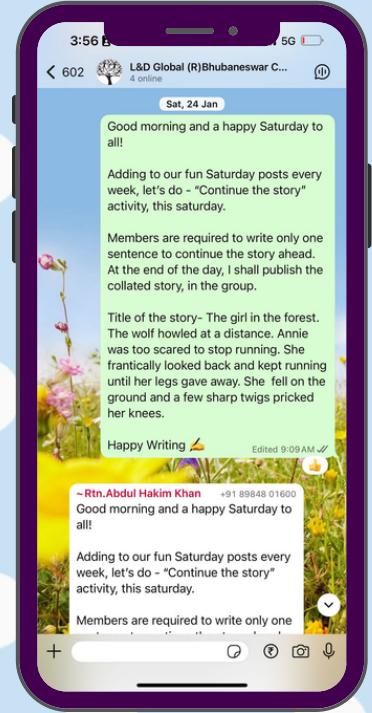 3:56
5G
602
L&D Global (R)Bhubaneswar C...
4 online
Sat, 24 Jan
Good morning and a happy Saturday to
all!
Adding to our fun Saturday posts every
week, let's do - “Continue the story”
activity, this saturday.
Members are required to write only one
sentence to continue the story ahead.
At the end of the day, I shall publish the
collated story, in the group.
Title of the story- The girl in the forest.
The wolf howled at a distance. Annie
was too scared to stop running. She
frantically looked back and kept running
until her legs gave away. She fell on the
ground and a few sharp twigs pricked
her knees.
Happy Writing ✍️
Edited 9:09 AM
~Rtn.Abdul Hakim Khan +91 89848 01600
Good morning and a happy Saturday to
all!
Adding to our fun Saturday posts every
week, let's do - “Continue the story”
activity, this saturday.
Members are required to write only one